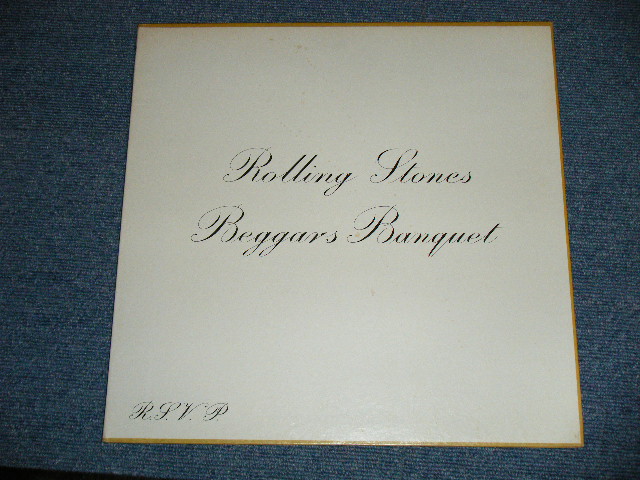 Rolling Stones
Beggars Banquet
R.S.V.P